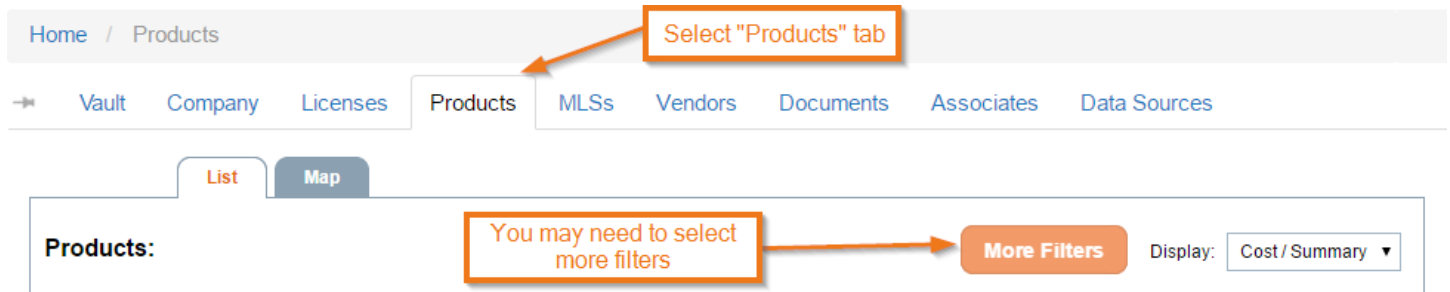 Home / Products
Select "Products" tab
Vault Company Licenses Products MLSs Vendors Documents Associates Data Sources
List Map
Products:
You may need to select
more filters
More Filters
Display: Cost / Summary